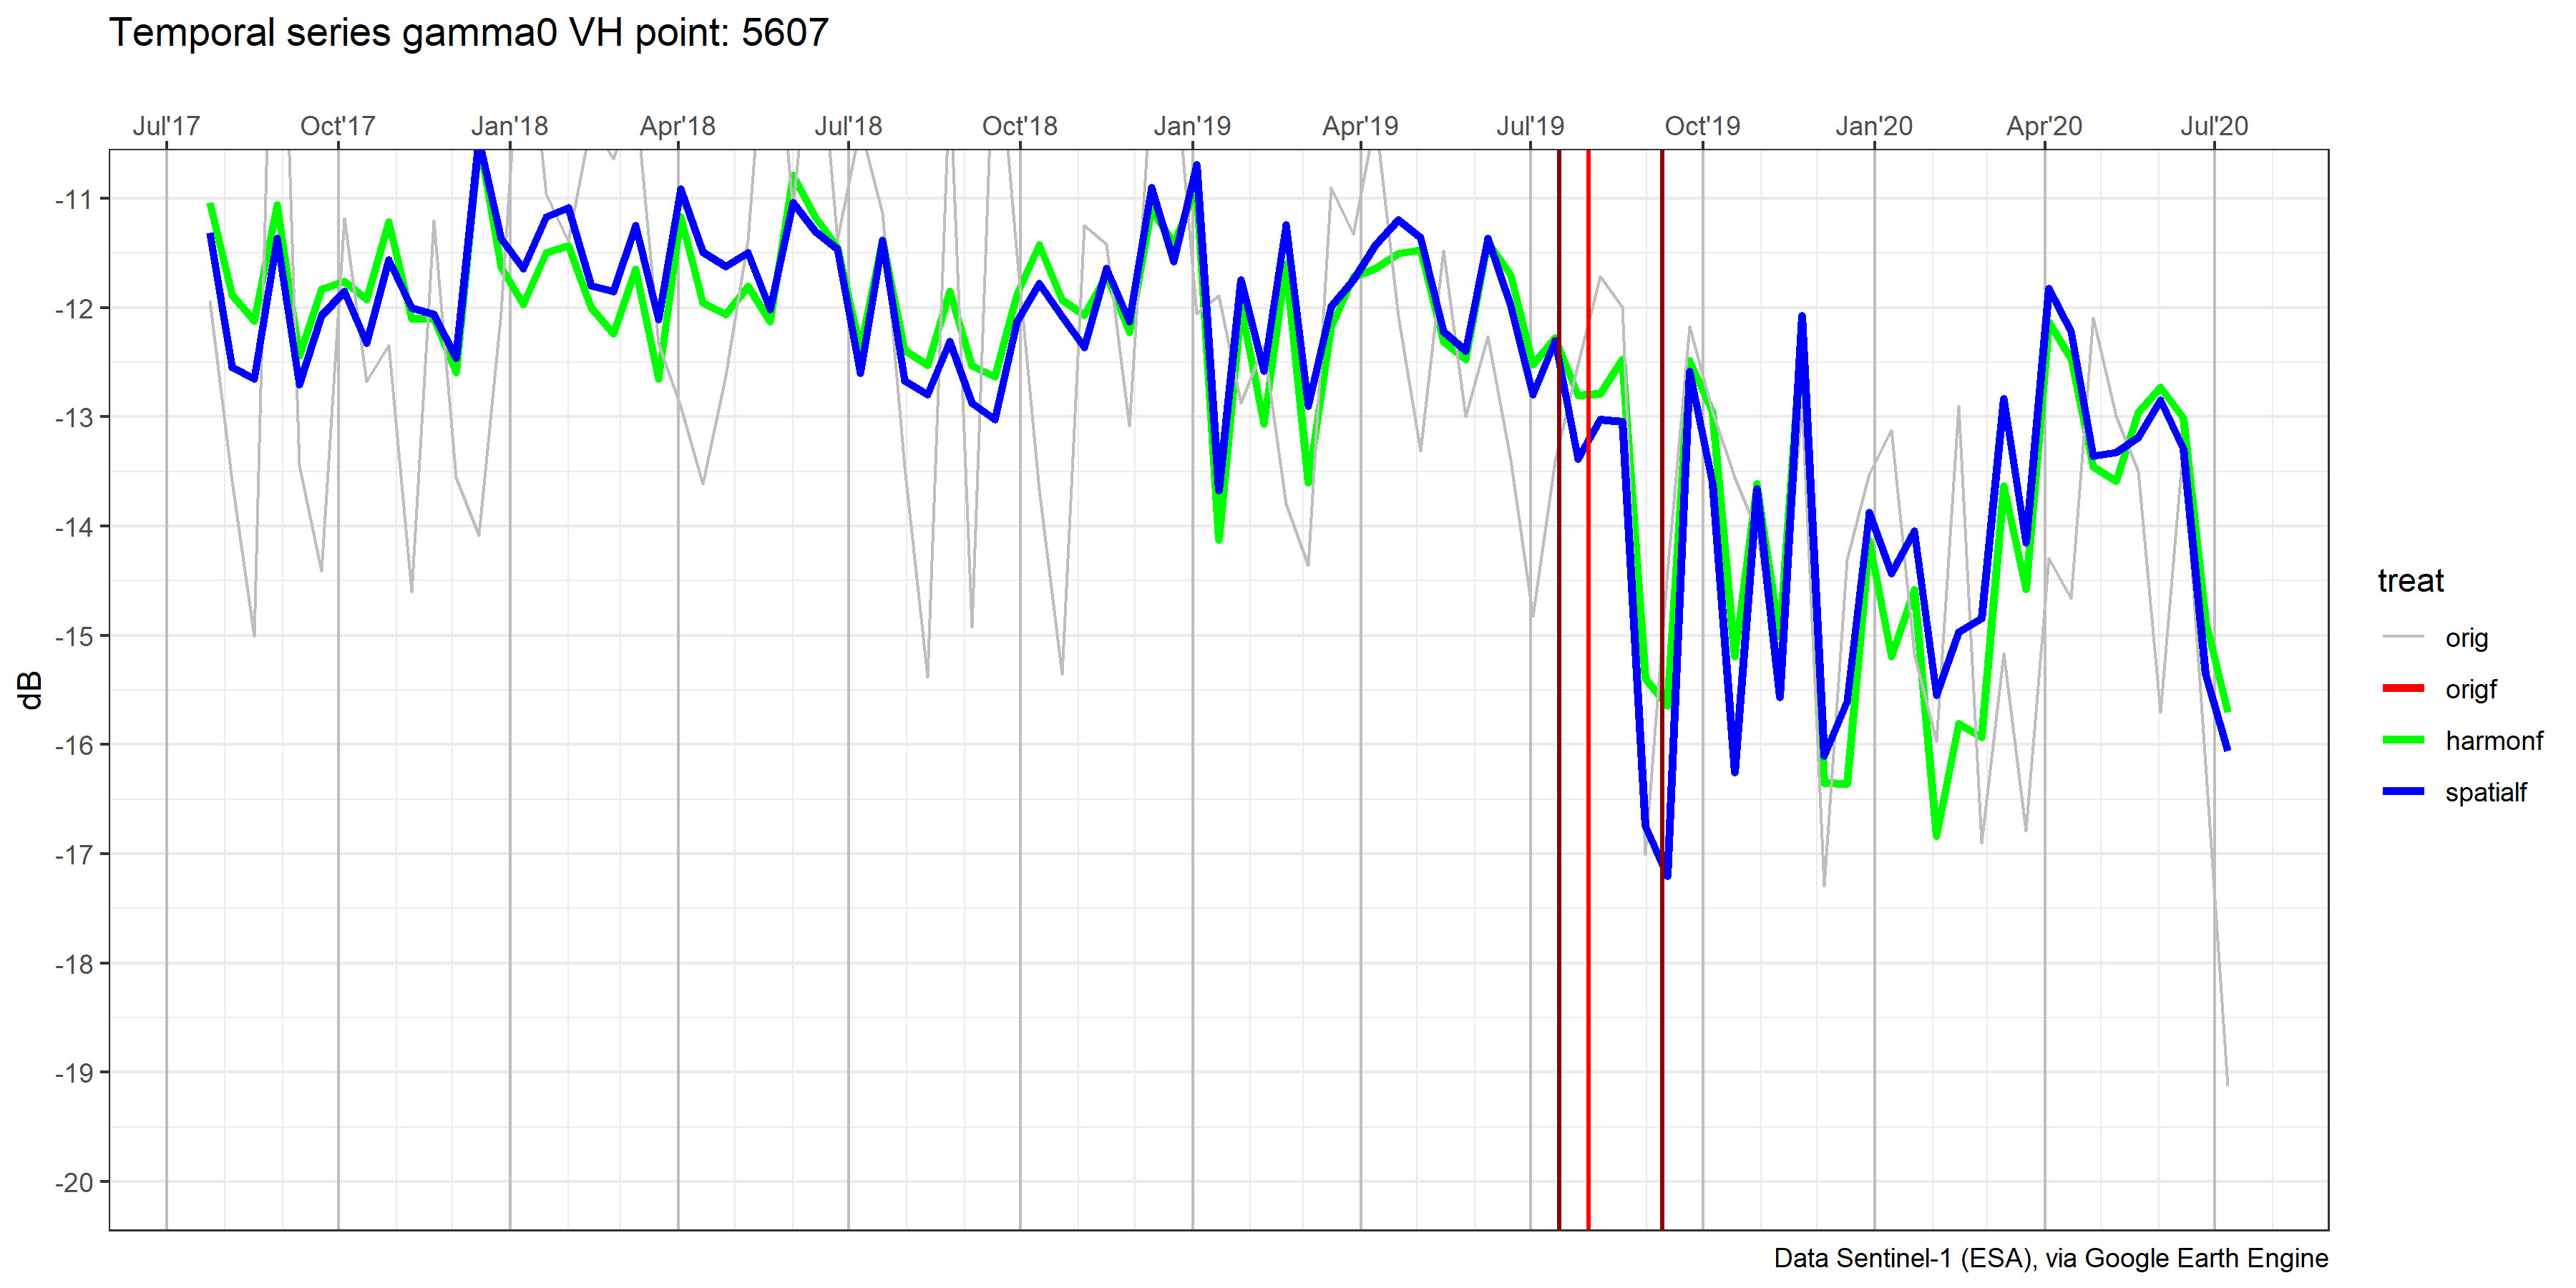 Temporal series gamma0 VH point: 5607
Jul'17 Oct'17 Jan'18 Apr'18 Jul'18 Oct'18 Jan'19 Apr'19 Jul'19 Oct'19 Jan'20 Apr'20 Jul'20
-11
-12
-13
-14
-15
-16
-17
-18
-19
-20
dB
treat
orig
origf
harmonf
spatialf
Data Sentinel-1 (ESA), via Google Earth Engine